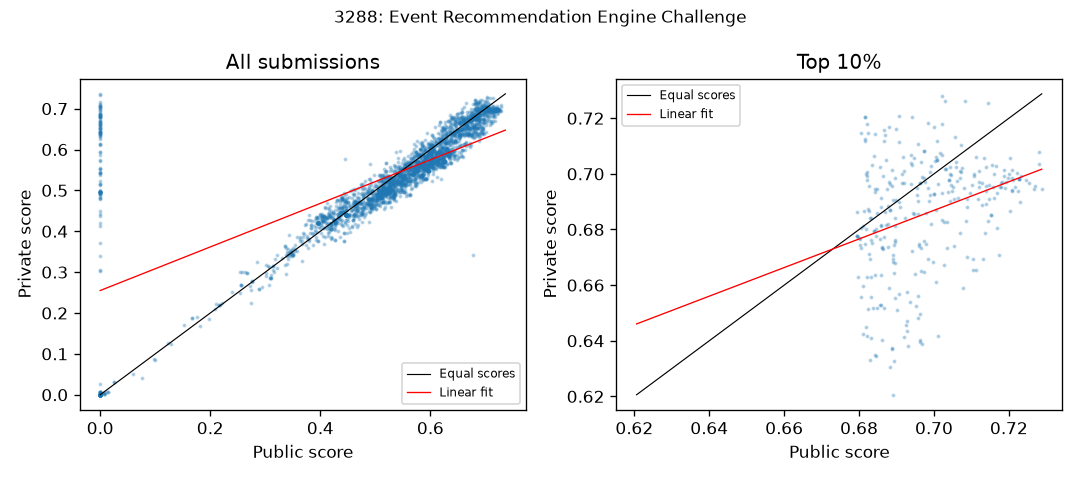 3288: Event Recommendation Engine Challenge
All submissions
Private score
0.7
0.6
0.5
0.4
0.3
0.2
0.1
0.0
Equal scores
Linear fit
0.0 0.2 0.4 0.6
Public score
Top 10%
Equal scores
Linear fit
Private score
0.72
0.70
0.68
0.66
0.64
0.62
0.62 0.64 0.66 0.68 0.70 0.72
Public score